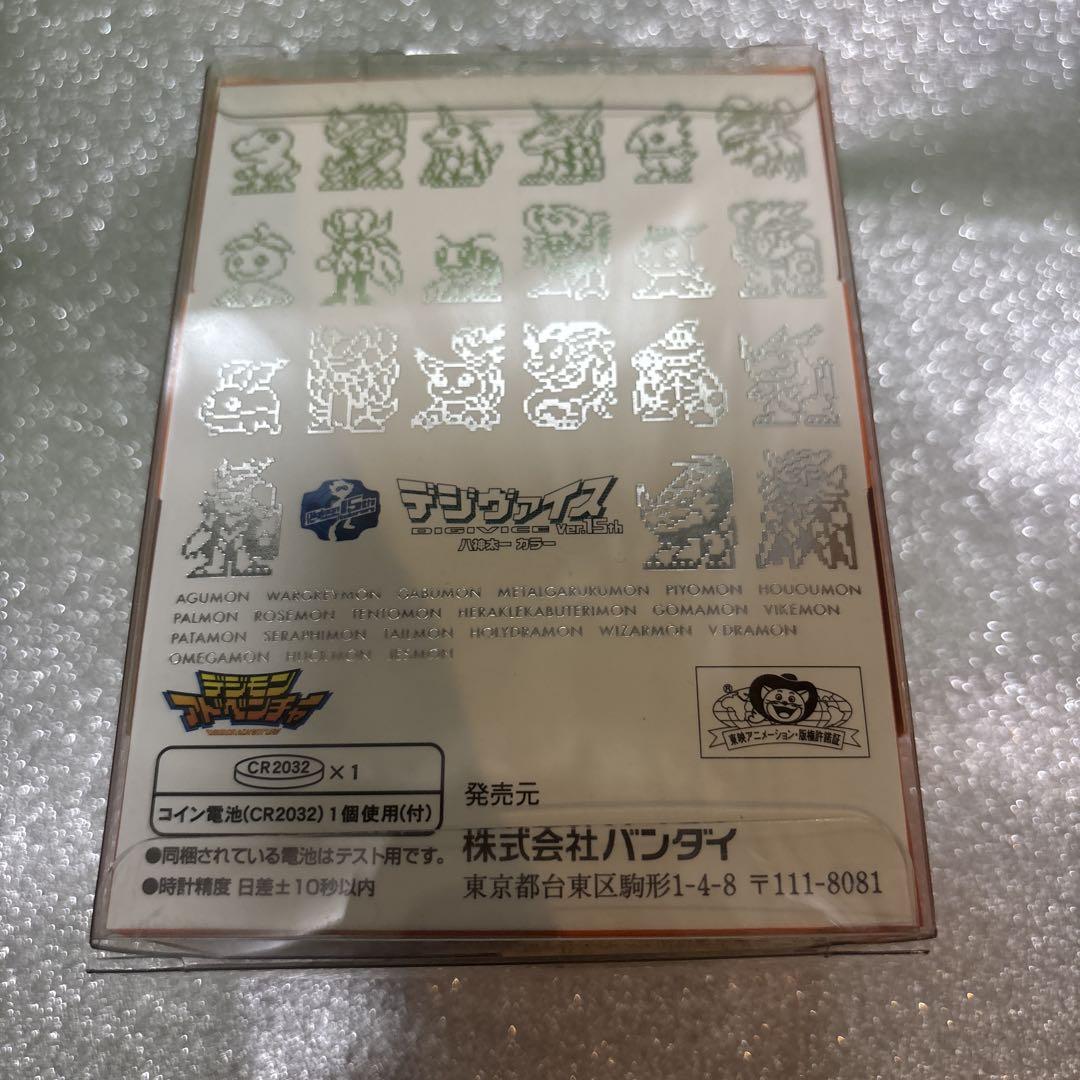 デジヴァイス
DIGIVICE Ver.15th
八神太一 カラー
AGUMON WARGREYMON GABUMON METALGARURUMON PIYOMON HOUOUMON
PALMON ROSEMON TENTOMON HERAKLEKABUTERIMON GOMAMON VIKEMON
PATAMON SERAPHIMON TAILMON HOLYDRAMON WIZARMON V-DRAMON
OMEGAMON HUCKMON JESMON
デジモン
アドベンチャー
®
東映アニメーション・版権許諾証
CR2032 ×1
コイン電池(CR2032)1個使用(付)
●同梱されている電池はテスト用です。
●時計精度 日差±10秒以内
発売元
株式会社バンダイ
東京都台東区駒形1-4-8 〒111-8081